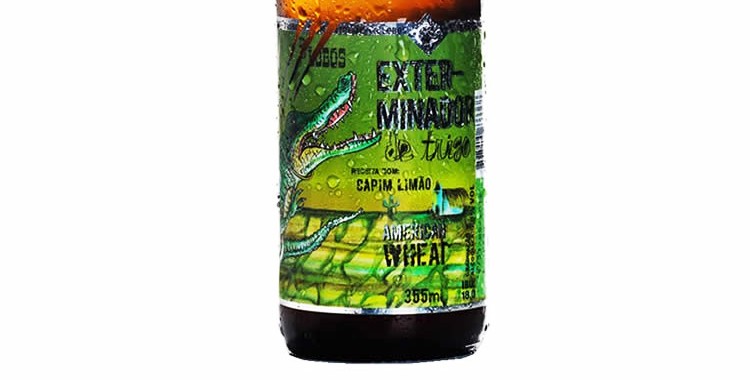 LOBOS
EXTER-
MINADOR
de trigo
RECEITA COM:
CAPIM LIMÃO
AMERICAN
WHEAT
355ml